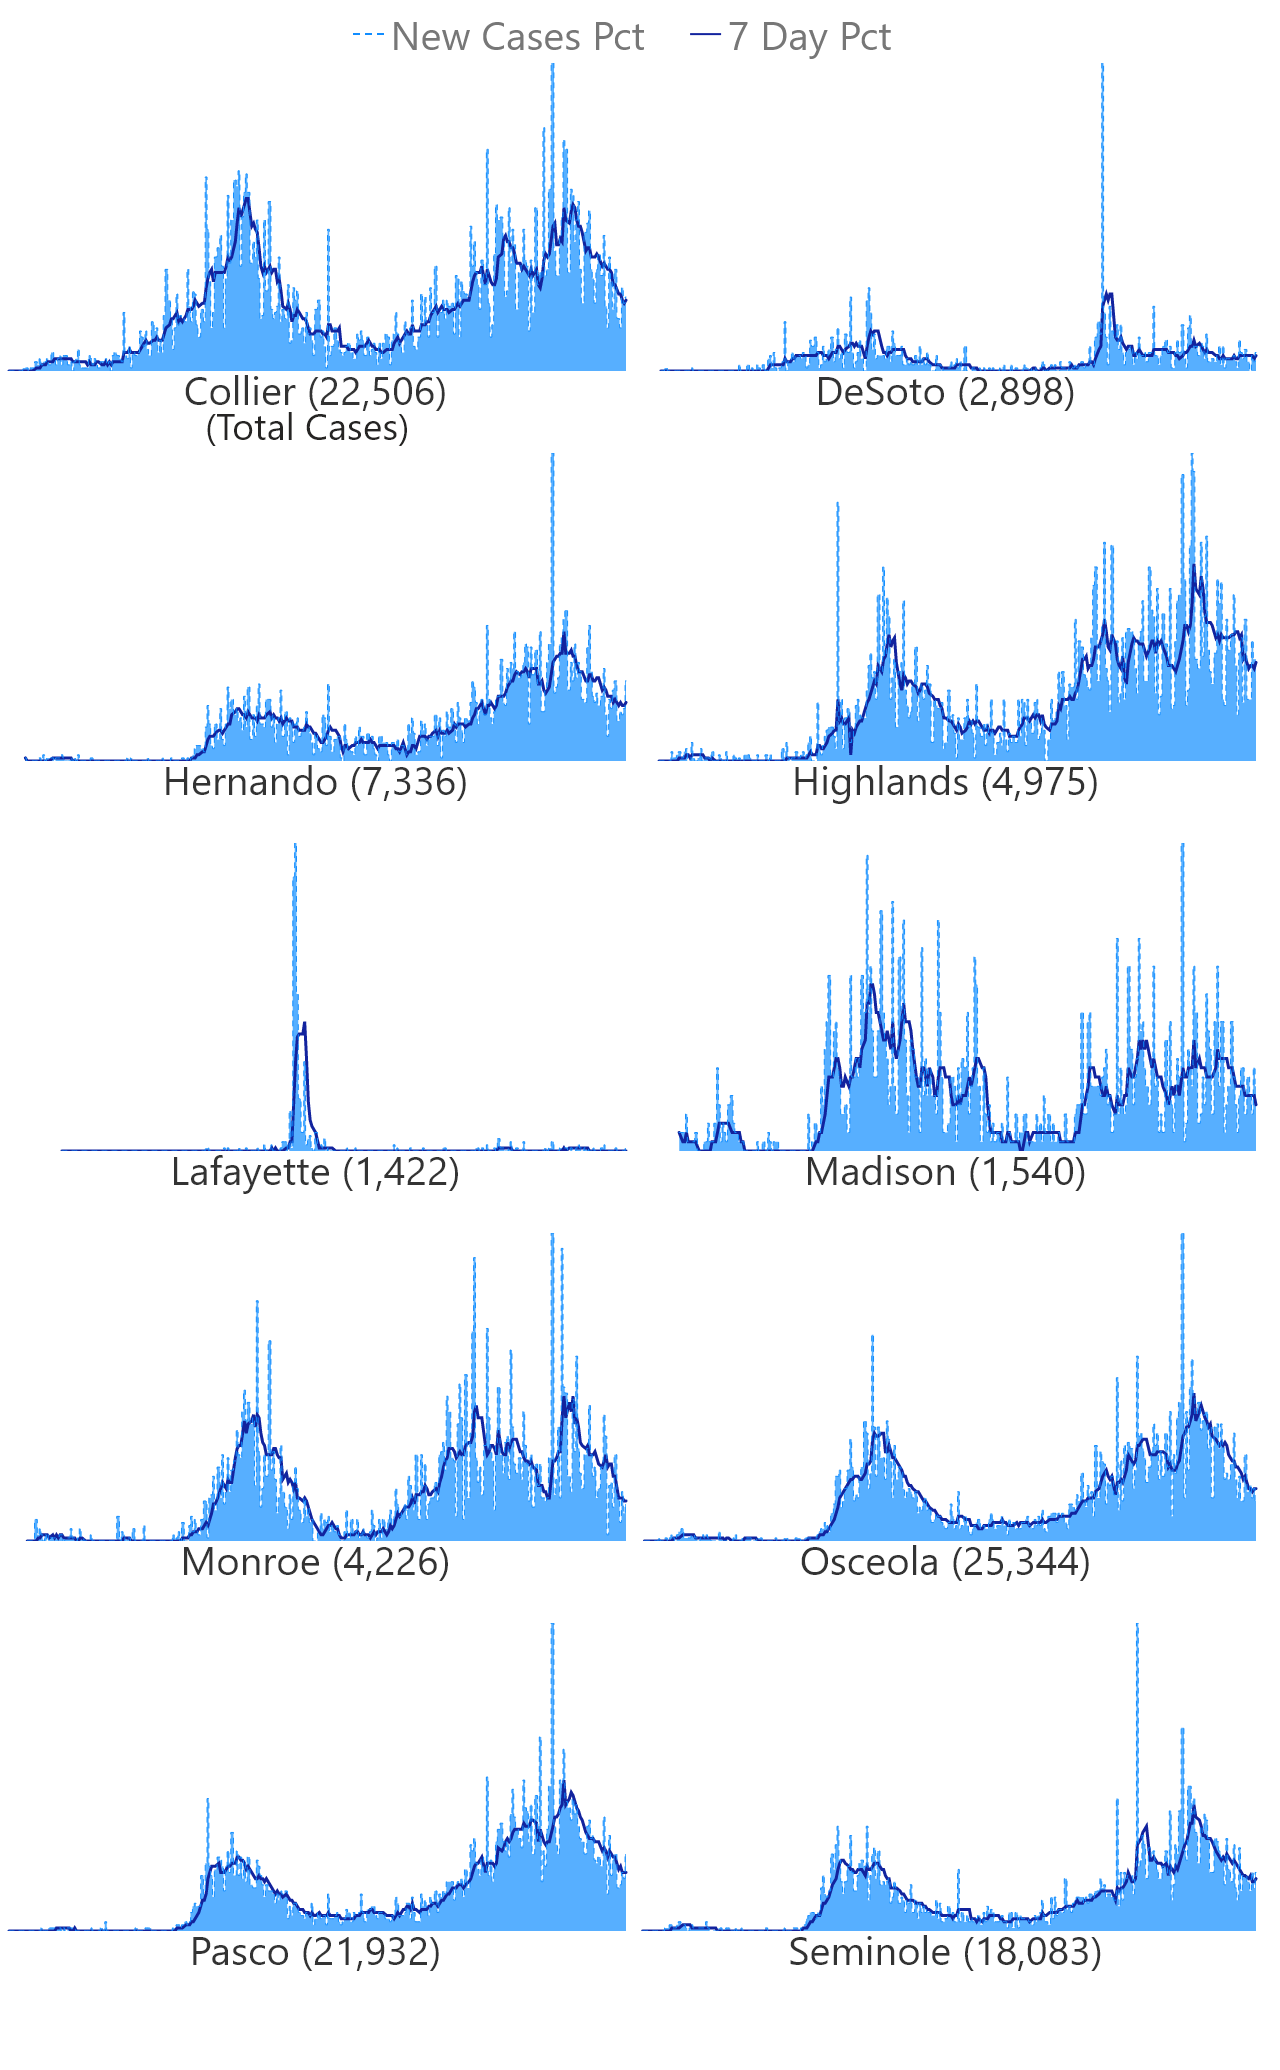 New Cases Pct 7 Day Pct
Collier (22,506) DeSoto (2,898)
(Total Cases)
Hernando (7,336) Highlands (4,975)
Lafayette (1,422) Madison (1,540)
Monroe (4,226) Osceola (25,344)
Pasco (21,932) Seminole (18,083)